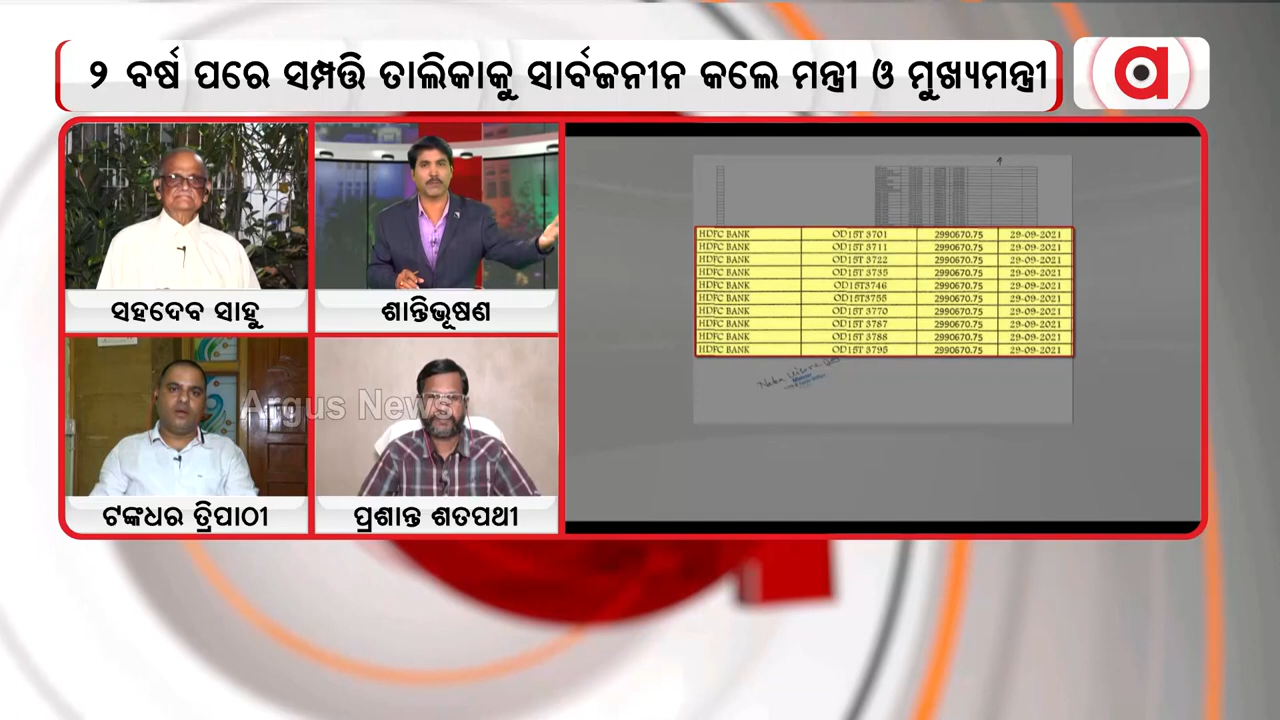 ୨ ବର୍ଷ ପରେ ସମ୍ପତ୍ତି ତାଲିକାକୁ ସାର୍ବଜନୀନ କଲେ ମନ୍ତ୍ରୀ ଓ ମୁଖ୍ୟମନ୍ତ୍ରୀ
a
ସହଦେବ ସାହୁ
ଶାନ୍ତିଭୂଷଣ
ଟଙ୍କଧର ତ୍ରିପାଠୀ
ପ୍ରଶାନ୍ତ ଶତପଥୀ
Argus News
HDFC BANK OD15T 3701 2990670.75 29-09-2021
HDFC BANK OD15T 3711 2990670.75 29-09-2021
HDFC BANK OD15T 3722 2990670.75 29-09-2021
HDFC BANK OD15T 3735 2990670.75 29-09-2021
HDFC BANK OD15T3746 2990670.75 29-09-2021
HDFC BANK OD15T3755 2990670.75 29-09-2021
HDFC BANK OD15T 3770 2990670.75 29-09-2021
HDFC BANK OD15T 3787 2990670.75 29-09-2021
HDFC BANK OD15T 3788 2990670.75 29-09-2021
HDFC BANK OD15T 3795 2990670.75 29-09-2021